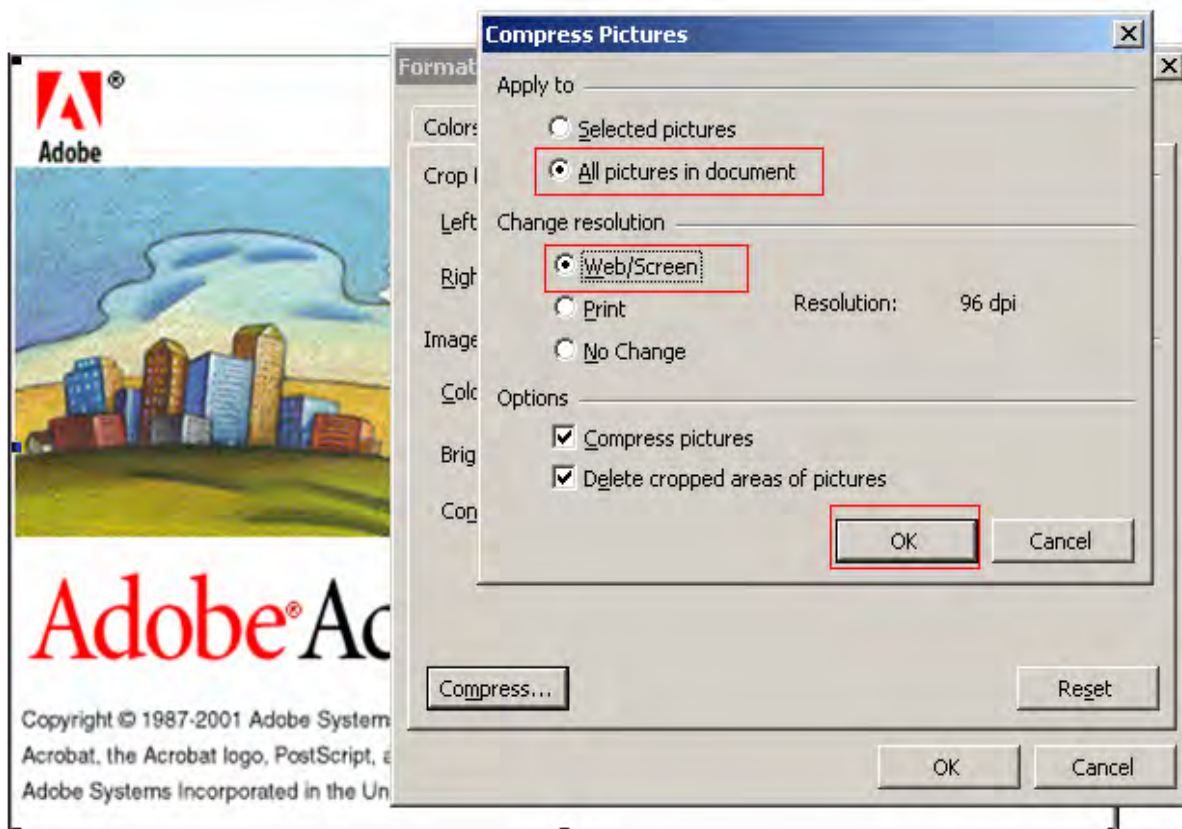 Compress Pictures
Apply to
Selected pictures
All pictures in document
Change resolution
Web/Screen
Print
Resolution: 96 dpi
No Change
Options
Compress pictures
Delete cropped areas of pictures
OK Cancel
Format
Colors
Crop
Left
Righ
Image
Colo
Brig
Con
Compress... Reset
OK Cancel
®
Adobe
Adobe® Ac
Copyright © 1987-2001 Adobe System
Acrobat, the Acrobat logo, PostScript, a
Adobe Systems Incorporated in the Un